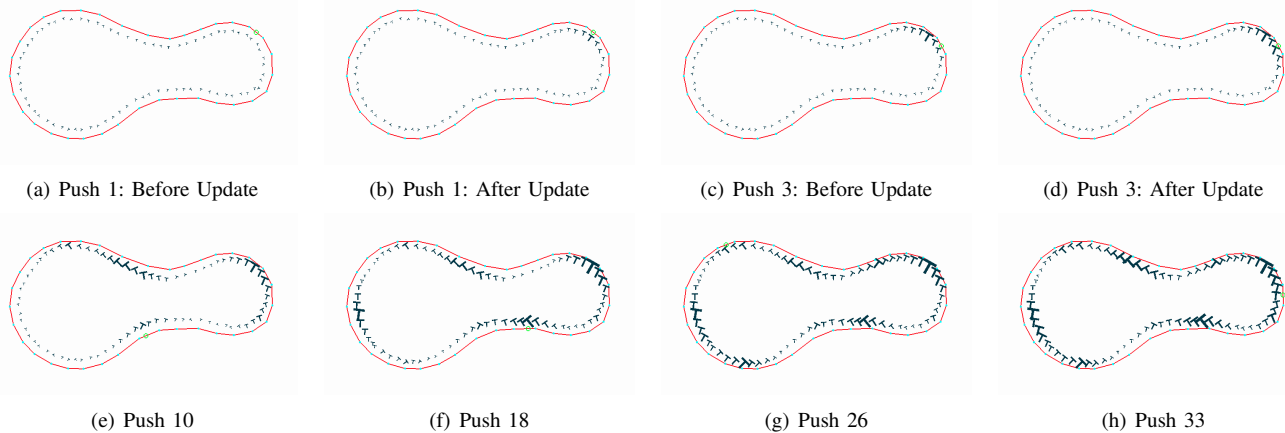 (a) Push 1: Before Update
(b) Push 1: After Update
(c) Push 3: Before Update
(d) Push 3: After Update
(e) Push 10
(f) Push 18
(g) Push 26
(h) Push 33